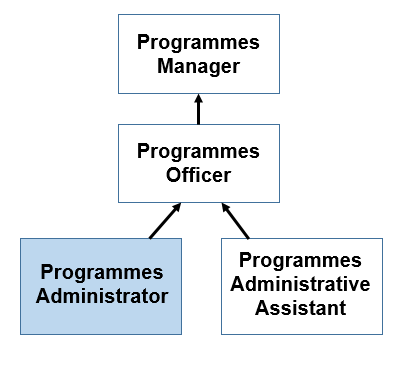 Programmes
Manager
Programmes
Officer
Programmes
Administrator
Programmes
Administrative
Assistant